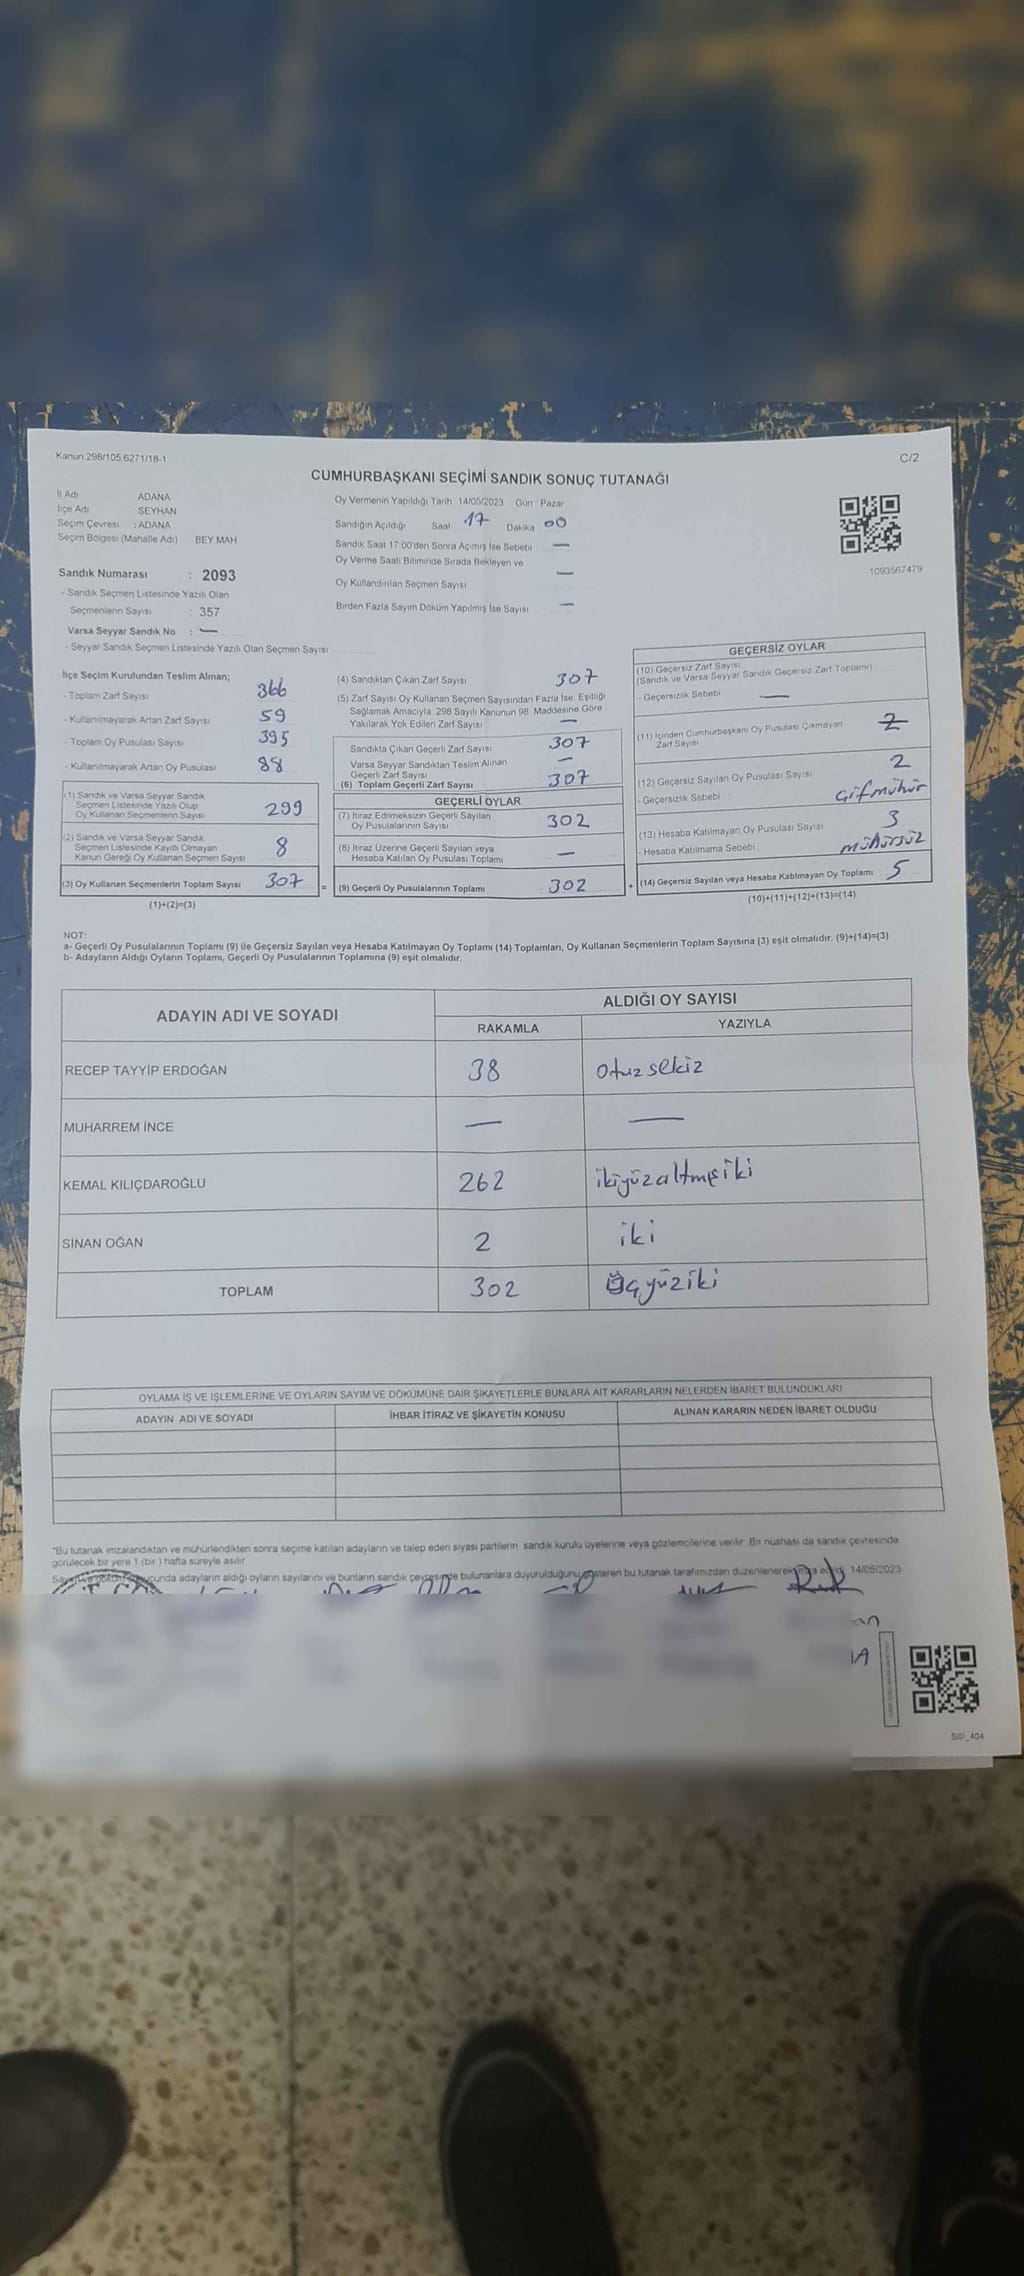 Kanun 298/105 6271/18-1
C/2
CUMHURBAŞKANI SEÇİMİ SANDIK SONUÇ TUTANAĞI
İl Adı ADANA
İlçe Adı SEYHAN
Seçim Çevresi : ADANA
Seçim Bölgesi (Mahalle Adı) BEY MAH
Sandık Numarası : 2093
- Sandık Seçmen Listesinde Yazılı Olan
Seçmenlerin Sayısı : 357
Varsa Seyyar Sandık No : —
- Seyyar Sandık Seçmen Listesinde Yazılı Olan Seçmen Sayısı
Oy Vermenin Yapıldığı Tarih 14/05/2023 Gün Pazar
Sandığın Açıldığı Saat 17 Dakika 00
Sandık Saat 17:00'den Sonra Açılmış İse Sebebi —
Oy Verme Saati Bitiminde Sırada Bekleyen ve
Oy Kullandırılan Seçmen Sayısı —
Birden Fazla Sayım Döküm Yapılmış İse Sayısı —
1093567479
İlçe Seçim Kurulundan Teslim Alınan;
- Toplam Zarf Sayısı 366
- Kullanılmayarak Artan Zarf Sayısı 59
- Toplam Oy Pusulası Sayısı 395
- Kullanılmayarak Artan Oy Pusulası 88
(1) Sandık ve Varsa Seyyar Sandık
Seçmen Listesinde Yazılı Olup
Oy Kullanan Seçmenlerin Sayısı 299
(2) Sandık ve Varsa Seyyar Sandık
Seçmen Listesinde Kayıtlı Olmayan
Kanun Gereği Oy Kullanan Seçmen Sayısı 8
(3) Oy Kullanan Seçmenlerin Toplam Sayısı 307 =
(1)+(2)=(3)
(4) Sandıktan Çıkan Zarf Sayısı 307
(5) Zarf Sayısı Oy Kullanan Seçmen Sayısından Fazla İse, Eşitliği
Sağlamak Amacıyla: 298 Sayılı Kanunun 98. Maddesine Göre
Yakılarak Yok Edilen Zarf Sayısı —
Sandıkta Çıkan Geçerli Zarf Sayısı 307
Varsa Seyyar Sandıktan Teslim Alınan
Geçerli Zarf Sayısı —
(6) Toplam Geçerli Zarf Sayısı 307
GEÇERLİ OYLAR
(7) İtiraz Edilmeksizin Geçerli Sayılan
Oy Pusulalarının Sayısı 302
(8) İtiraz Üzerine Geçerli Sayılan veya
Hesaba Katılan Oy Pusulası Toplamı —
(9) Geçerli Oy Pusulalarının Toplamı : 302 +
GEÇERSİZ OYLAR
(10) Geçersiz Zarf Sayısı
(Sandık ve Varsa Seyyar Sandık Geçersiz Zarf Toplamı)
- Geçersizlik Sebebi —
(11) İçinden Cumhurbaşkanı Oy Pusulası Çıkmayan
Zarf Sayısı
(12) Geçersiz Sayılan Oy Pusulası Sayısı 2
- Geçersizlik Sebebi çifmühür
(13) Hesaba Katılmayan Oy Pusulası Sayısı 3
- Hesaba Katılmama Sebebi mühürsüz
(14) Geçersiz Sayılan veya Hesaba Katılmayan Oy Toplamı 5
(10)+(11)+(12)+(13)=(14)
NOT:
a- Geçerli Oy Pusulalarının Toplamı (9) ile Geçersiz Sayılan veya Hesaba Katılmayan Oy Toplamı (14) Toplamları, Oy Kullanan Seçmenlerin Toplam Sayısına (3) eşit olmalıdır. (9)+(14)=(3)
b- Adayların Aldığı Oyların Toplamı, Geçerli Oy Pusulalarının Toplamına (9) eşit olmalıdır.
ADAYIN ADI VE SOYADI
ALDIĞI OY SAYISI
RAKAMLA YAZIYLA
RECEP TAYYİP ERDOĞAN 38 otuzsekiz
MUHARREM İNCE — —
KEMAL KILIÇDAROĞLU 262 ikiyüzaltmışiki
SİNAN OĞAN 2 iki
TOPLAM 302 üçyüziki
OYLAMA İŞ VE İŞLEMLERİNE VE OYLARIN SAYIM VE DÖKÜMÜNE DAİR ŞİKAYETLERLE BUNLARA AİT KARARLARIN NELERDEN İBARET BULUNDUKLARI
ADAYIN ADI VE SOYADI İHBAR İTİRAZ VE ŞİKAYETİN KONUSU ALINAN KARARIN NEDEN İBARET OLDUĞU
*Bu tutanak imzalandıktan ve mühürlendikten sonra seçime katılan adayların ve talep eden siyasi partilerin sandık kurulu üyelerine veya gözlemcilerine verilir. Bir nüshası da sandık çevresinde
görülecek bir yere 1 (bir) hafta süreyle asılır.
adayların aldığı oyların sayılarını ve bunların sandık çevresinde bulunanlara duyurulduğunu gösteren bu tutanak tarafımızdan düzenlenerek 14/05/2023